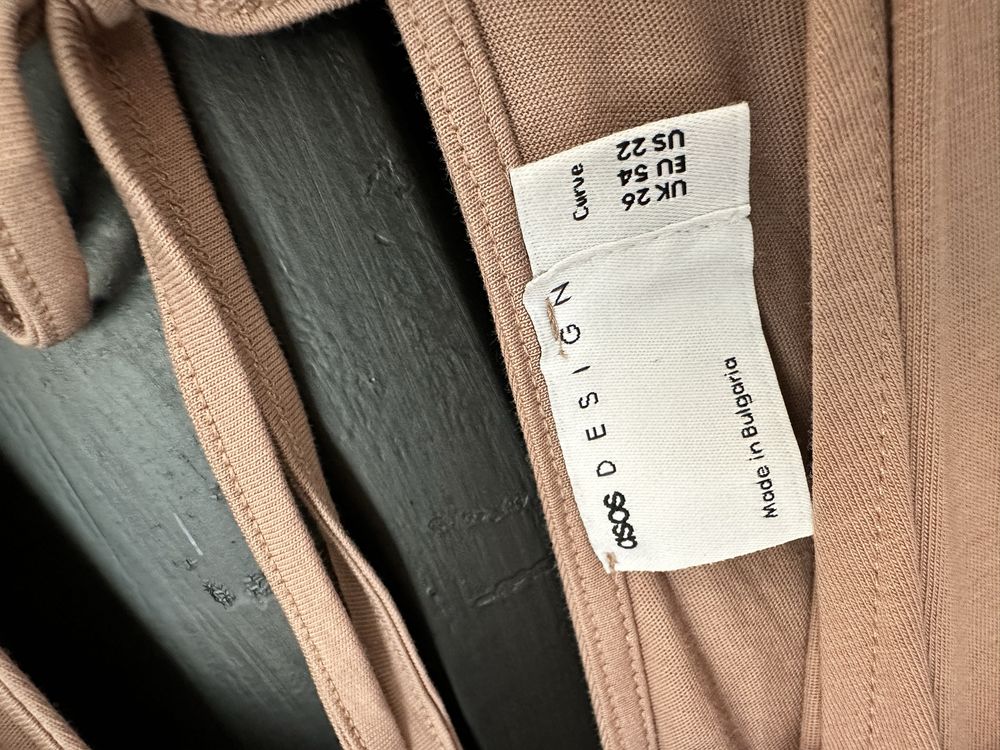 asos DESIGN
Made in Bulgaria
Curve
UK 26
EU 54
US 22